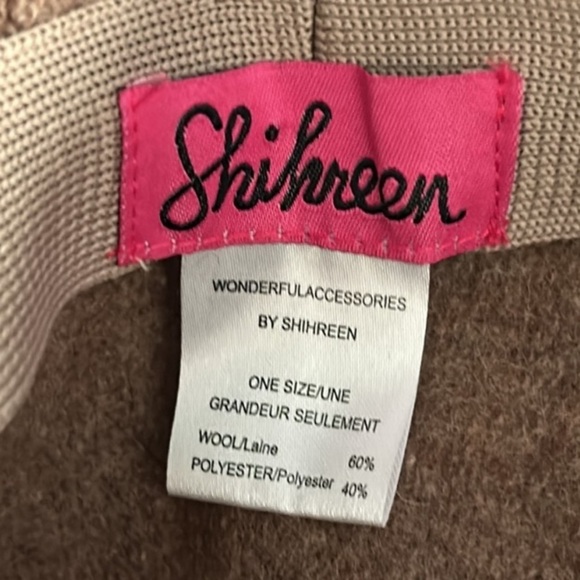 Shihreen
WONDERFULACCESSORIES
BY SHIHREEN
ONE SIZE/UNE
GRANDEUR SEULEMENT
WOOL/Laine 60%
POLYESTER/Polyester 40%